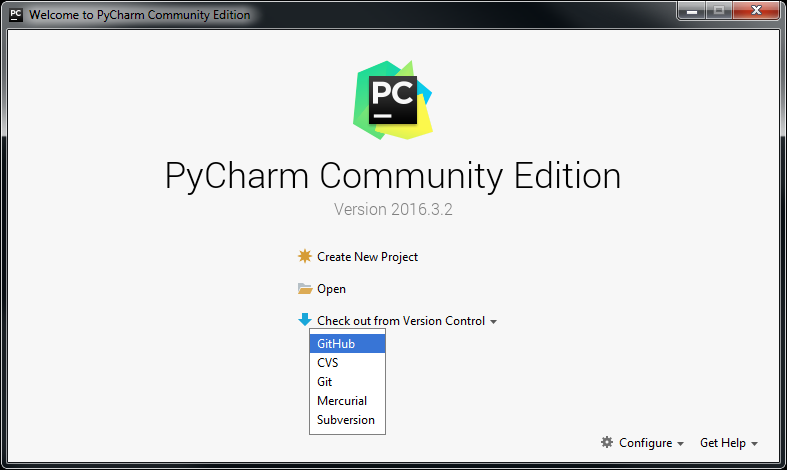 PC Welcome to PyCharm Community Edition
PC
PyCharm Community Edition
Version 2016.3.2
Create New Project
Open
Check out from Version Control
GitHub
CVS
Git
Mercurial
Subversion
Configure Get Help